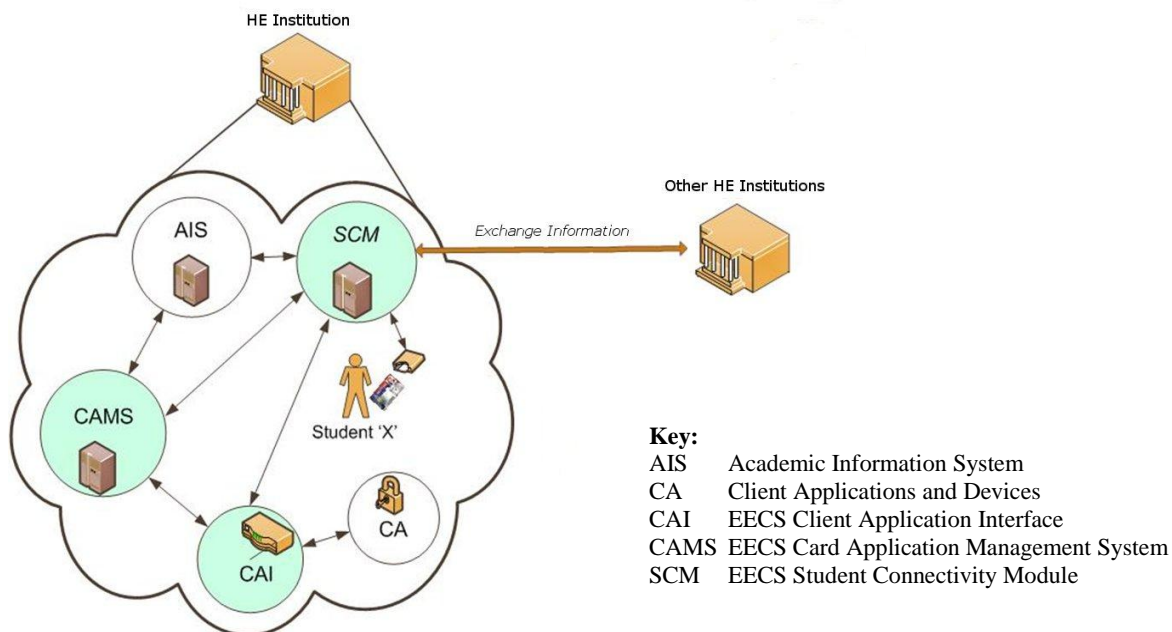 HE Institution
Other HE Institutions
Exchange Information
AIS
SCM
CAMS
Student 'X'
CA
CAI
Key:
AIS Academic Information System
CA Client Applications and Devices
CAI EECS Client Application Interface
CAMS EECS Card Application Management System
SCM EECS Student Connectivity Module